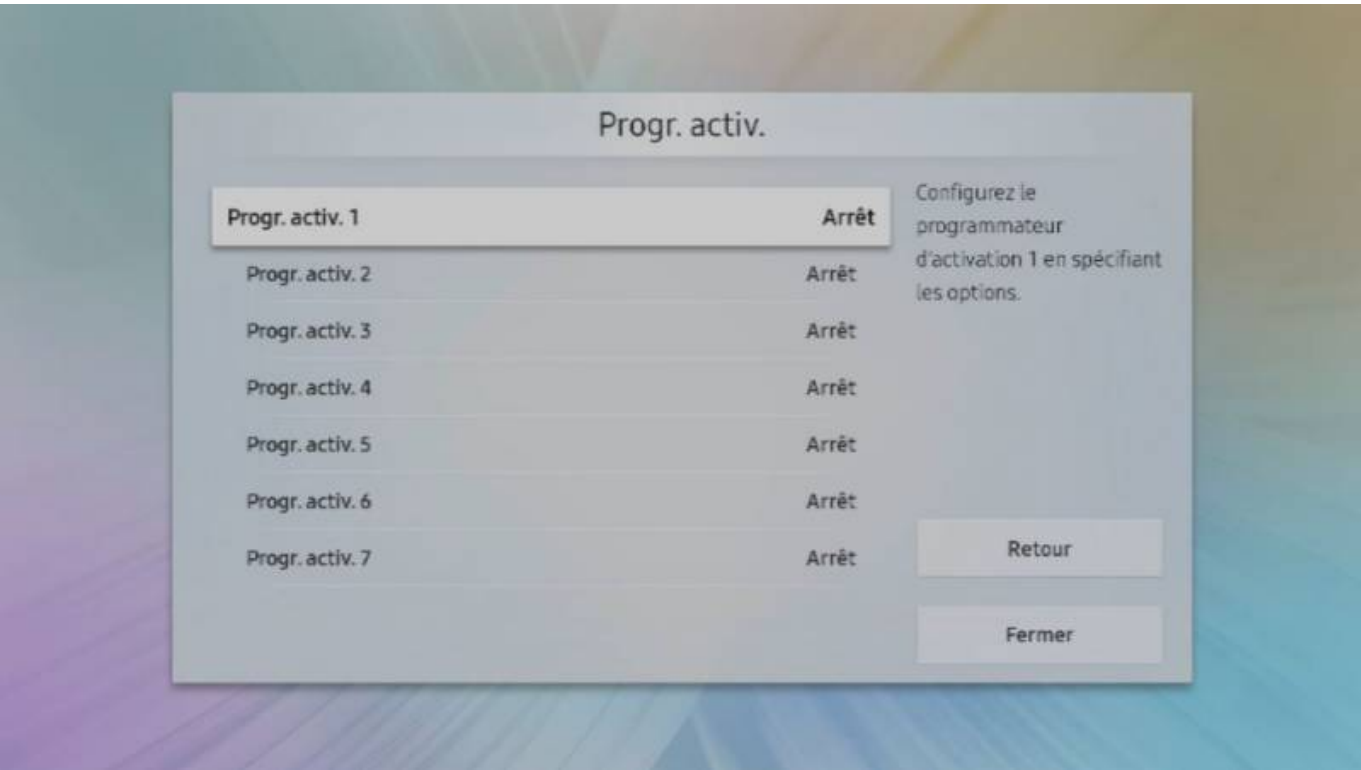 Progr. activ.
Progr. activ. 1 Arrêt
Progr. activ. 2 Arrêt
Progr. activ. 3 Arrêt
Progr. activ. 4 Arrêt
Progr. activ. 5 Arrêt
Progr. activ. 6 Arrêt
Progr. activ. 7 Arrêt
Configurez le
programmateur
d'activation 1 en spécifiant
les options.
Retour
Fermer